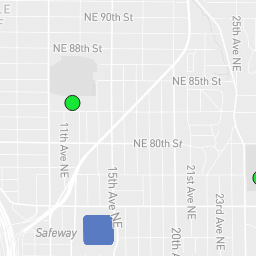 LE
NE 90th St
25th Ave NE
NE 88th St
NE 85th St
11th Ave NE
NE 80th St
15th Ave NE
21st Ave NE
23rd Ave NE
20th A
Safeway